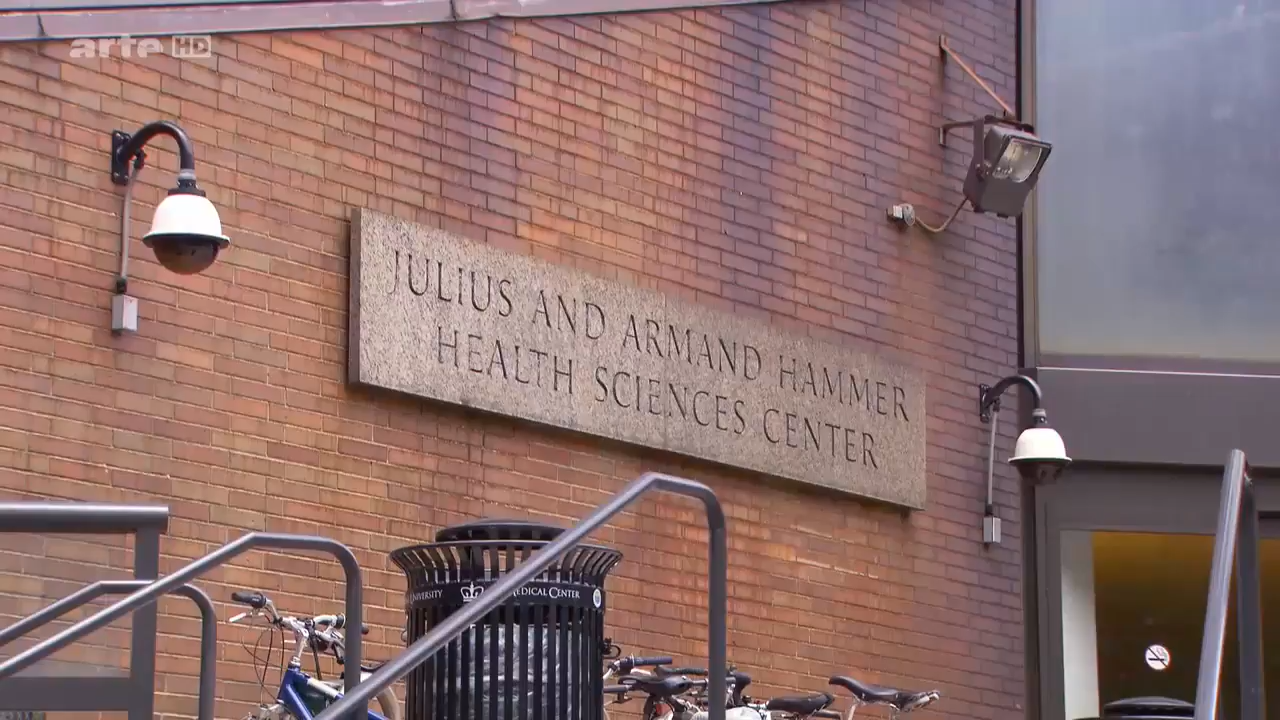 arte HD
JULIUS AND ARMAND HAMMER
HEALTH SCIENCES CENTER
UNIVERSITY
MEDICAL CENTER